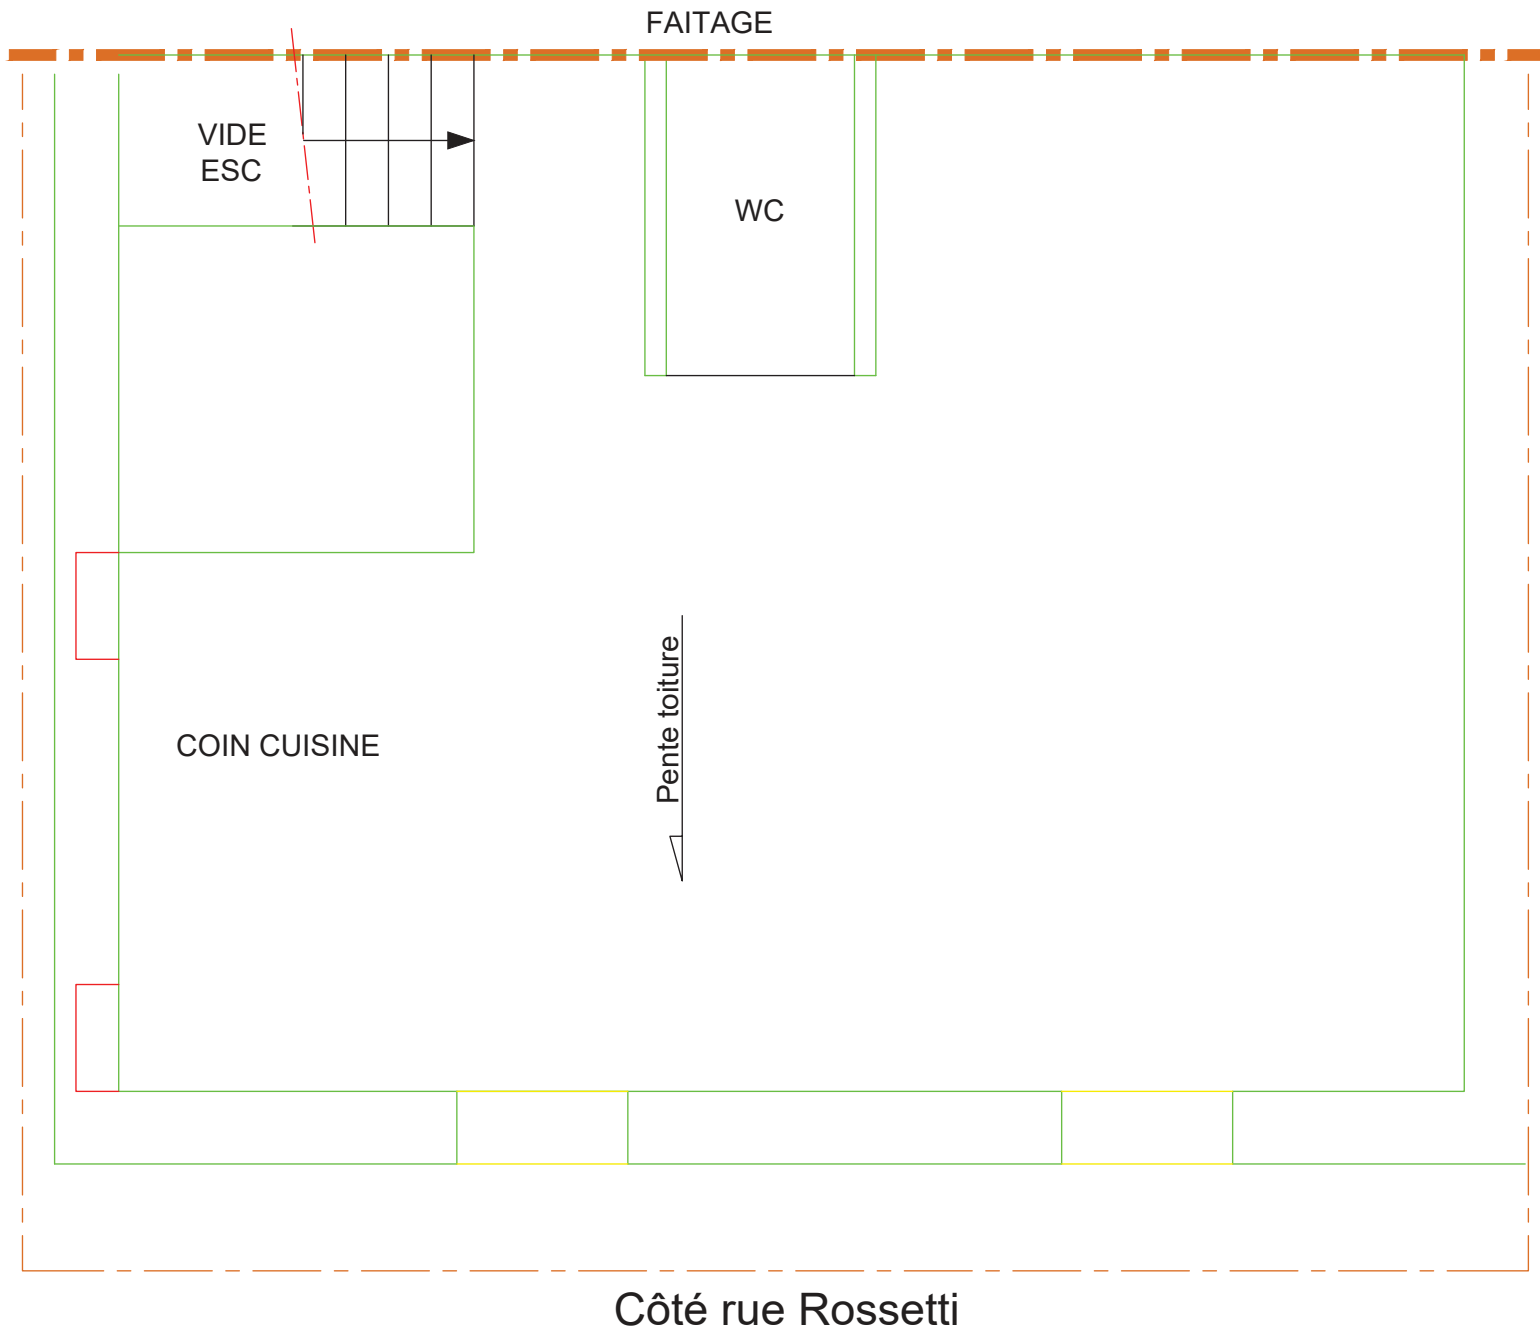 FAITAGE
VIDE
ESC
WC
Pente toiture
COIN CUISINE
Côté rue Rossetti